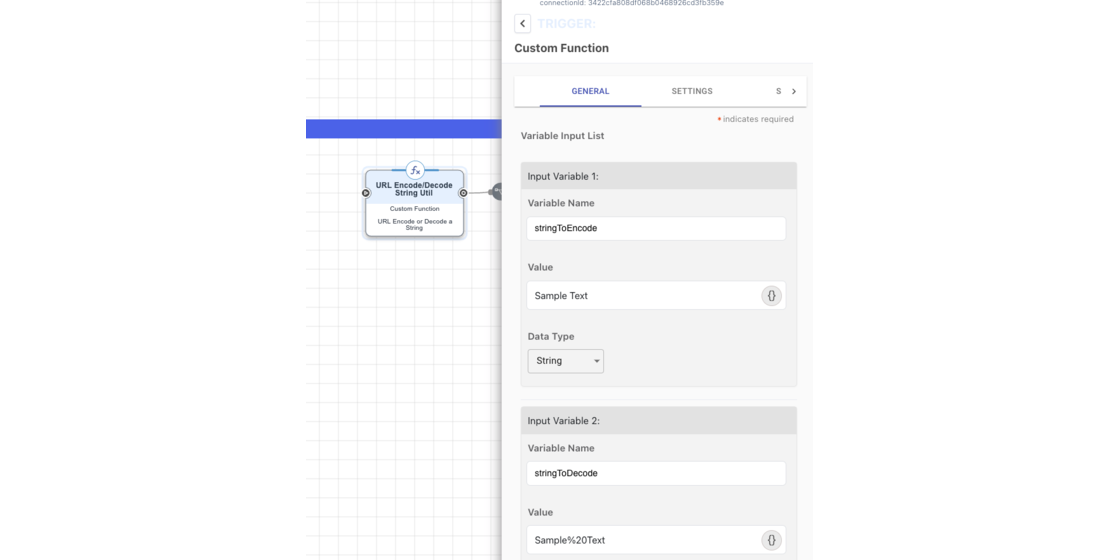 connectionId: 3422cfa808df068b0468926cd3fb359e
TRIGGER:
Custom Function
GENERAL
SETTINGS
S
• indicates required
Variable Input List
Input Variable 1:
Variable Name
stringToEncode
Value
Sample Text
{}
Data Type
String
Input Variable 2:
Variable Name
stringToDecode
Value
Sample%20Text
{}
fx
URL Encode/Decode
String Util
Custom Function
URL Encode or Decode a
String